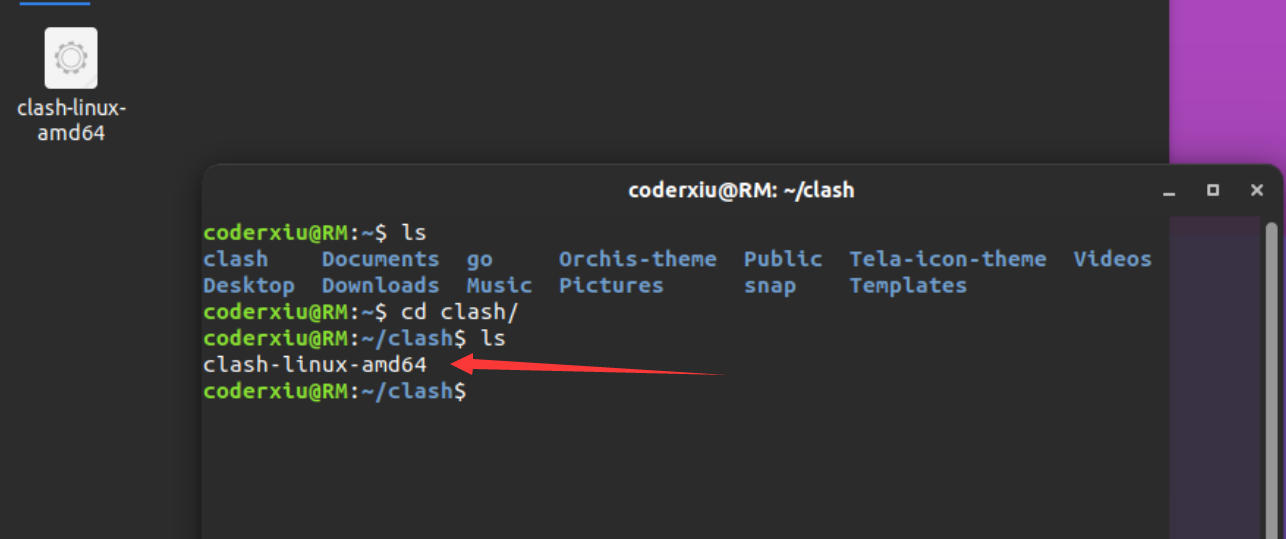 clash-linux-
amd64
coderxiu@RM: ~/clash
coderxiu@RM:~$ ls
clash Documents go Orchis-theme Public Tela-icon-theme Videos
Desktop Downloads Music Pictures snap Templates
coderxiu@RM:~$ cd clash/
coderxiu@RM:~/clash$ ls
clash-linux-amd64
coderxiu@RM:~/clash$